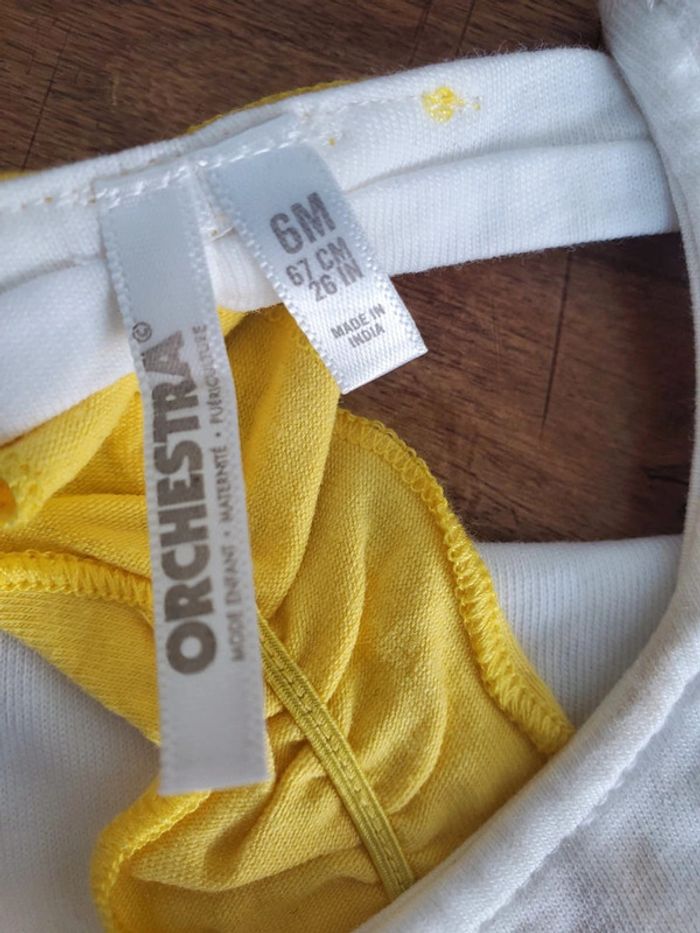 6M
67 CM
26 IN
MADE IN
INDIA
ORCHESTRA©
MODE ENFANT • MATERNITÉ • PUÉRICULTURE